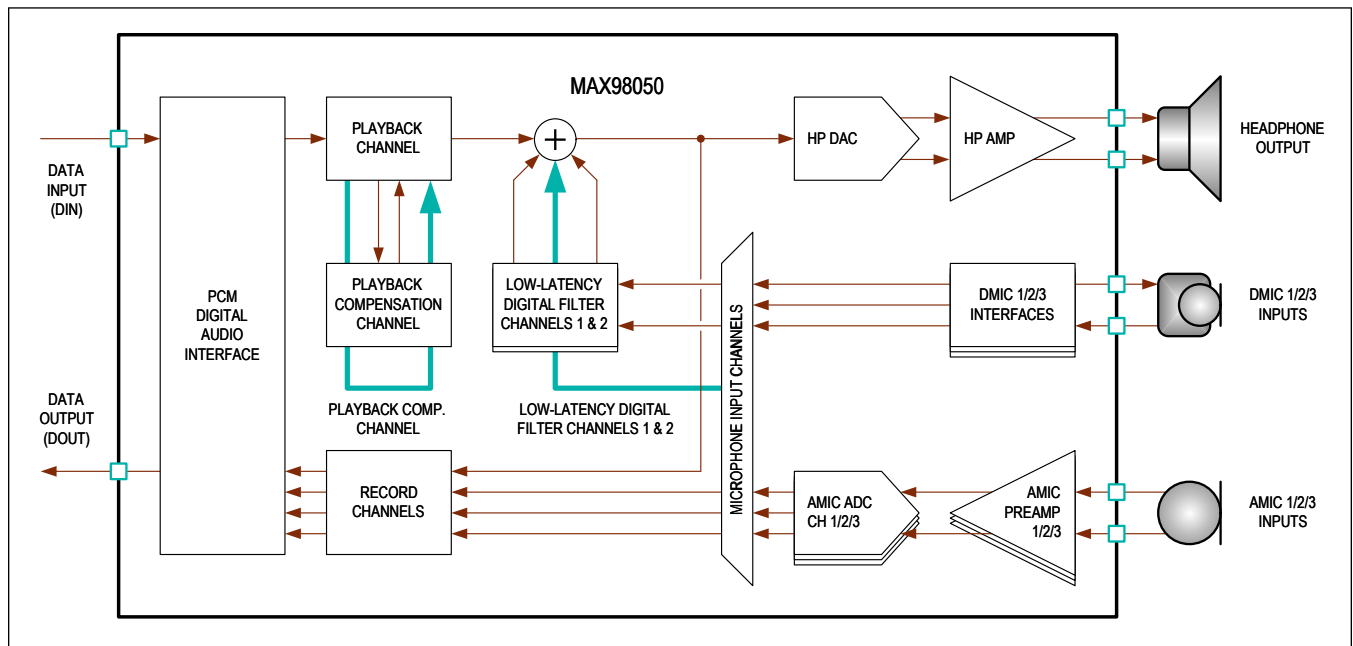 MAX98050
DATA
INPUT
(DIN)
DATA
OUTPUT
(DOUT)
PCM
DIGITAL
AUDIO
INTERFACE
PLAYBACK
CHANNEL
PLAYBACK
COMPENSATION
CHANNEL
PLAYBACK COMP.
CHANNEL
RECORD
CHANNELS
+
LOW-LATENCY
DIGITAL FILTER
CHANNELS 1 & 2
LOW-LATENCY DIGITAL
FILTER CHANNELS 1 & 2
MICROPHONE INPUT CHANNELS
HP DAC
HP AMP
HEADPHONE
OUTPUT
DMIC 1/2/3
INTERFACES
DMIC 1/2/3
INPUTS
AMIC ADC
CH 1/2/3
AMIC
PREAMP
1/2/3
AMIC 1/2/3
INPUTS